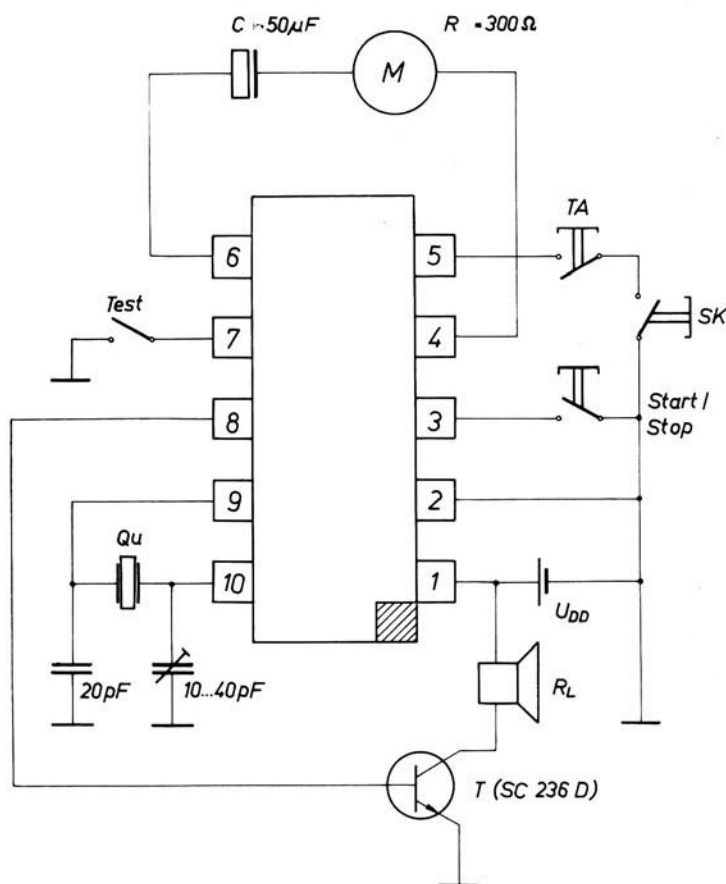 C ~50µF
R =300Ω
M
TA
6
5
Test
SK
7
4
8
3
Start/
Stop
9
2
Qu
10
1
U_DD
20pF
10...40pF
R_L
T (SC 236 D)